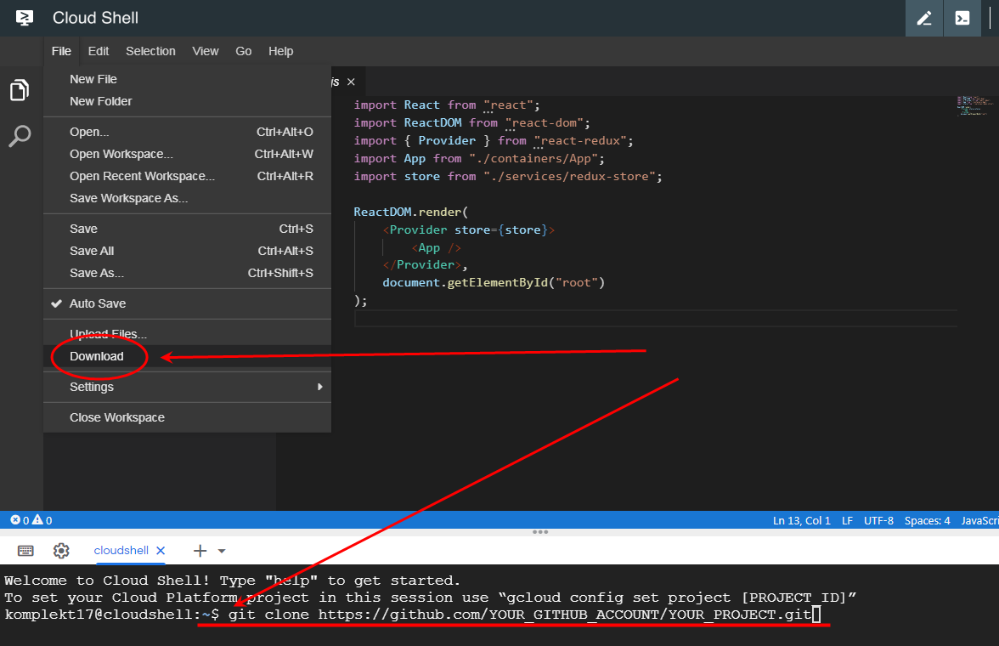 Cloud Shell
File Edit Selection View Go Help
New File
New Folder
Open... Ctrl+Alt+O
Open Workspace... Ctrl+Alt+W
Open Recent Workspace... Ctrl+Alt+R
Save Workspace As...
Save Ctrl+S
Save All Ctrl+Alt+S
Save As... Ctrl+Shift+S
Auto Save
Upload Files...
Download
Settings
Close Workspace
js ×
import React from "react";
import ReactDOM from "react-dom";
import { Provider } from "react-redux";
import App from "./containers/App";
import store from "./services/redux-store";
ReactDOM.render(
<Provider store={store}>
<App />
</Provider>,
document.getElementById("root")
);
0 0 Ln 13, Col 1 LF UTF-8 Spaces: 4 JavaScri
cloudshell ×
Welcome to Cloud Shell! Type "help" to get started.
To set your Cloud Platform project in this session use “gcloud config set project [PROJECT_ID]”
komplekt17@cloudshell:~$ git clone https://github.com/YOUR_GITHUB_ACCOUNT/YOUR_PROJECT.git